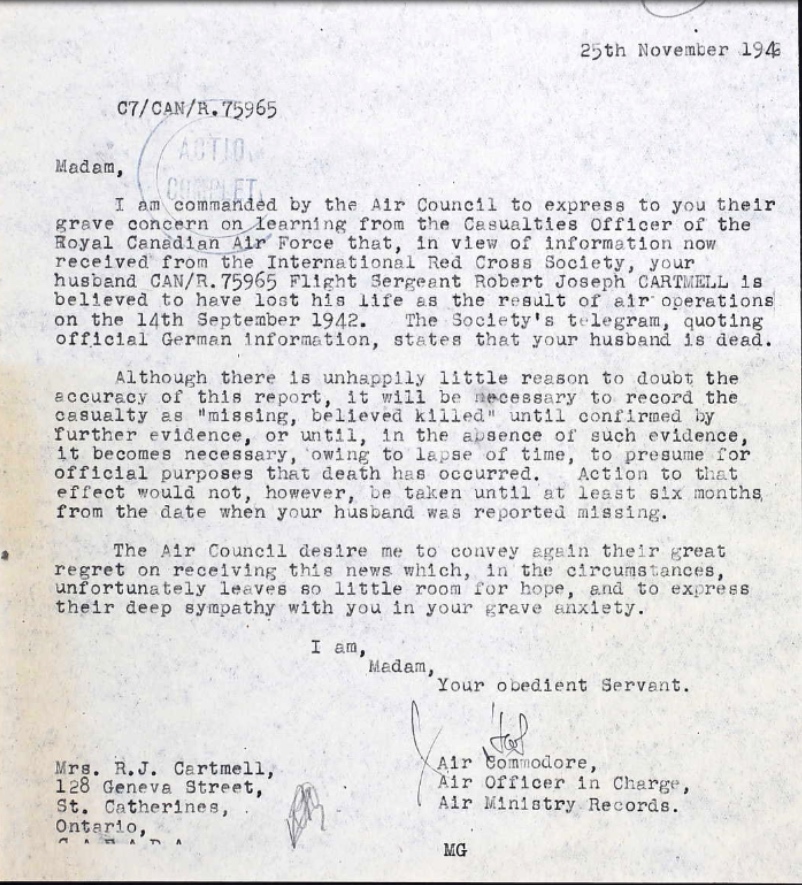 25th November
C7/CAN/R.75965
Madam,
I am commanded by the Air Council to express to you their
grave concern on learning from the Casualties Officer of the
Royal Canadian Air Force that, in view of information now
received from the International Red Cross Society, your
husband CAN/R.75965 Flight Sergeant Robert Joseph CARTMELL is
believed to have lost his life as the result of air operations
on the 14th September 1942. The Society's telegram, quoting
official German information, states that your husband is dead.
Although there is unhappily little reason to doubt the
accuracy of this report, it will be necessary to record the
casualty as "missing, believed killed" until confirmed by
further evidence, or until, in the absence of such evidence,
it becomes necessary, owing to lapse of time, to presume for
official purposes that death has occurred. Action to that
effect would not, however, be taken until at least six months
from the date when your husband was reported missing.
The Air Council desire me to convey again their great
regret on receiving this news which, in the circumstances,
unfortunately leaves so little room for hope, and to express
their deep sympathy with you in your grave anxiety.
I am,
Madam,
Your obedient Servant.
Air Commodore,
Air Officer in Charge,
Air Ministry Records.
Mrs. R.J. Cartmell,
128 Geneva Street,
St. Catherines,
Ontario,
MG